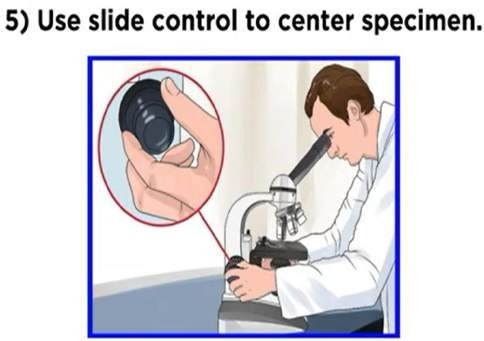 5) Use slide control to center specimen.